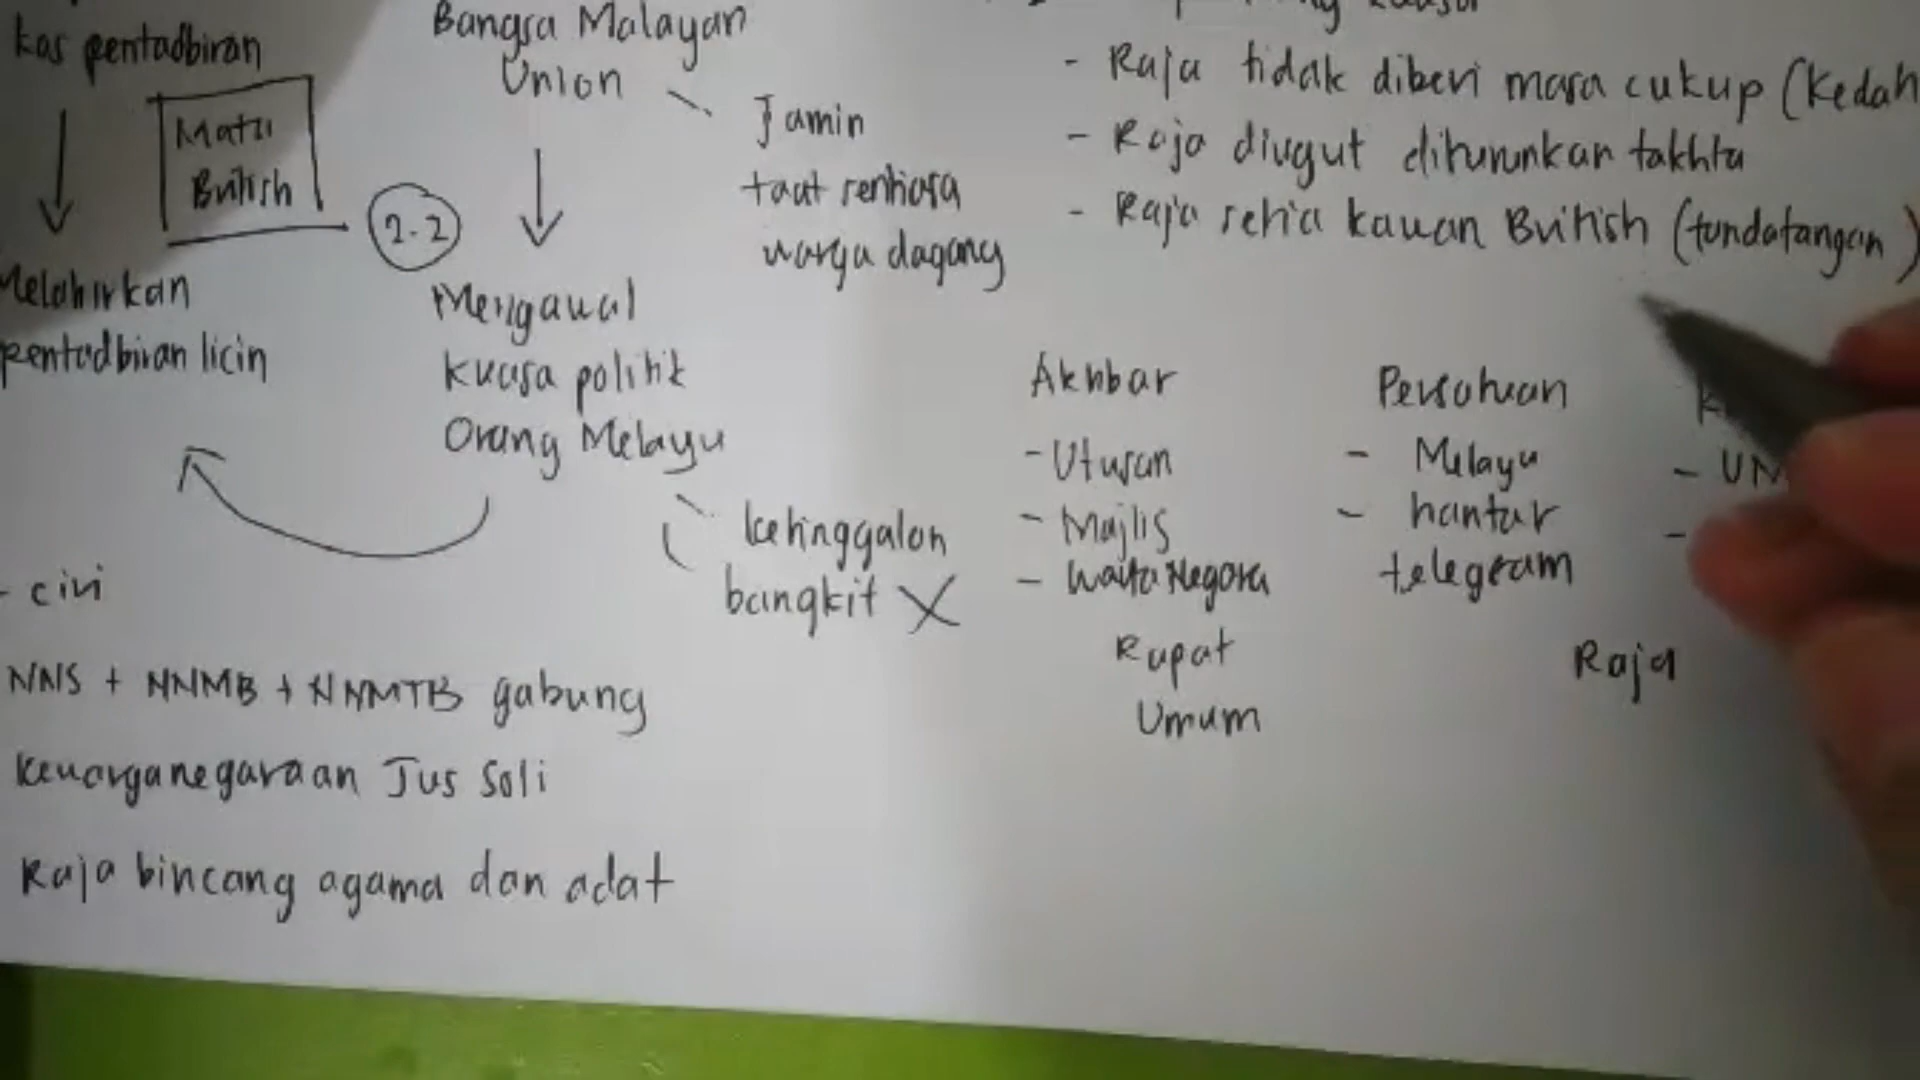 kos pentadbiran
Melahirkan
pentadbiran licin
Matu
British
2.2
Bangsa Malayan
Union
Jamin
taat setia
warga dagang
Mengawal
kuasa politik
Orang Melayu
ketinggalan
bangkit X
- ciri
NNS + NNMB + NNMTB gabung
kewarganegaraan Jus Soli
Raja bincang agama dan adat
- Raja tidak diberi masa cukup (Kedah
- Raja diugut diturunkan takhta
- Raja setia kawan British (tandatangan)
Akhbar
- Utusan
- Majlis
- Warta Negara
Persatuan
- Melayu
- hantar
telegram
- UM
-
Rapat
Umum
Raja